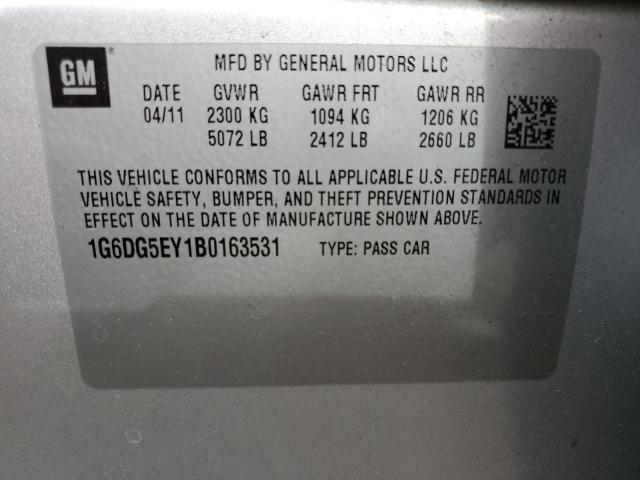 GM ®
MFD BY GENERAL MOTORS LLC
DATE GVWR GAWR FRT GAWR RR
04/11 2300 KG 1094 KG 1206 KG
5072 LB 2412 LB 2660 LB
THIS VEHICLE CONFORMS TO ALL APPLICABLE U.S. FEDERAL MOTOR
VEHICLE SAFETY, BUMPER, AND THEFT PREVENTION STANDARDS IN
EFFECT ON THE DATE OF MANUFACTURE SHOWN ABOVE.
1G6DG5EY1B0163531 TYPE: PASS CAR